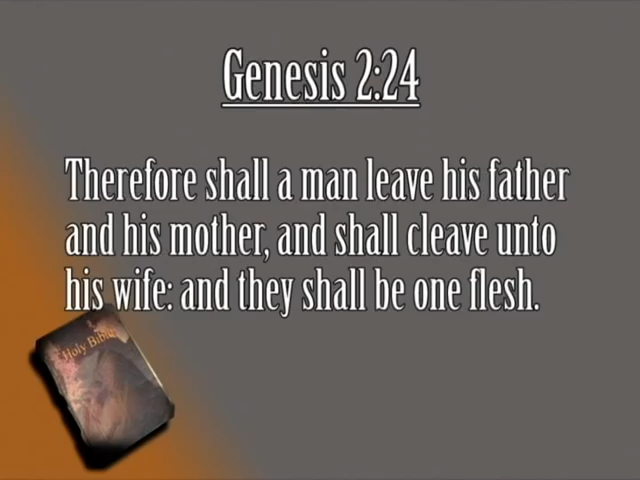 Genesis 2:24
Therefore shall a man leave his father
and his mother, and shall cleave unto
his wife: and they shall be one flesh.
Holy Bible